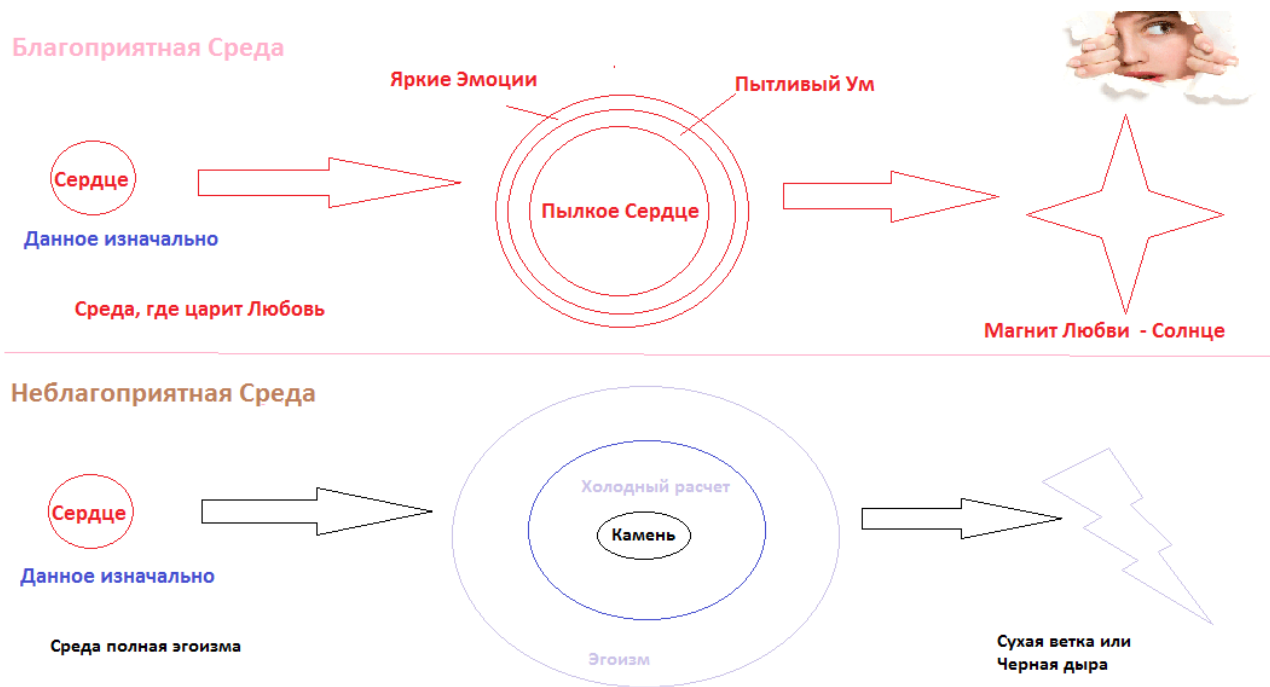 Благоприятная Среда
Яркие Эмоции
Пытливый Ум
Сердце
Пылкое Сердце
Данное изначально
Среда, где царит Любовь
Магнит Любви - Солнце
Неблагоприятная Среда
Холодный расчет
Сердце
Камень
Данное изначально
Среда полная эгоизма
Эгоизм
Сухая ветка или
Черная дыра